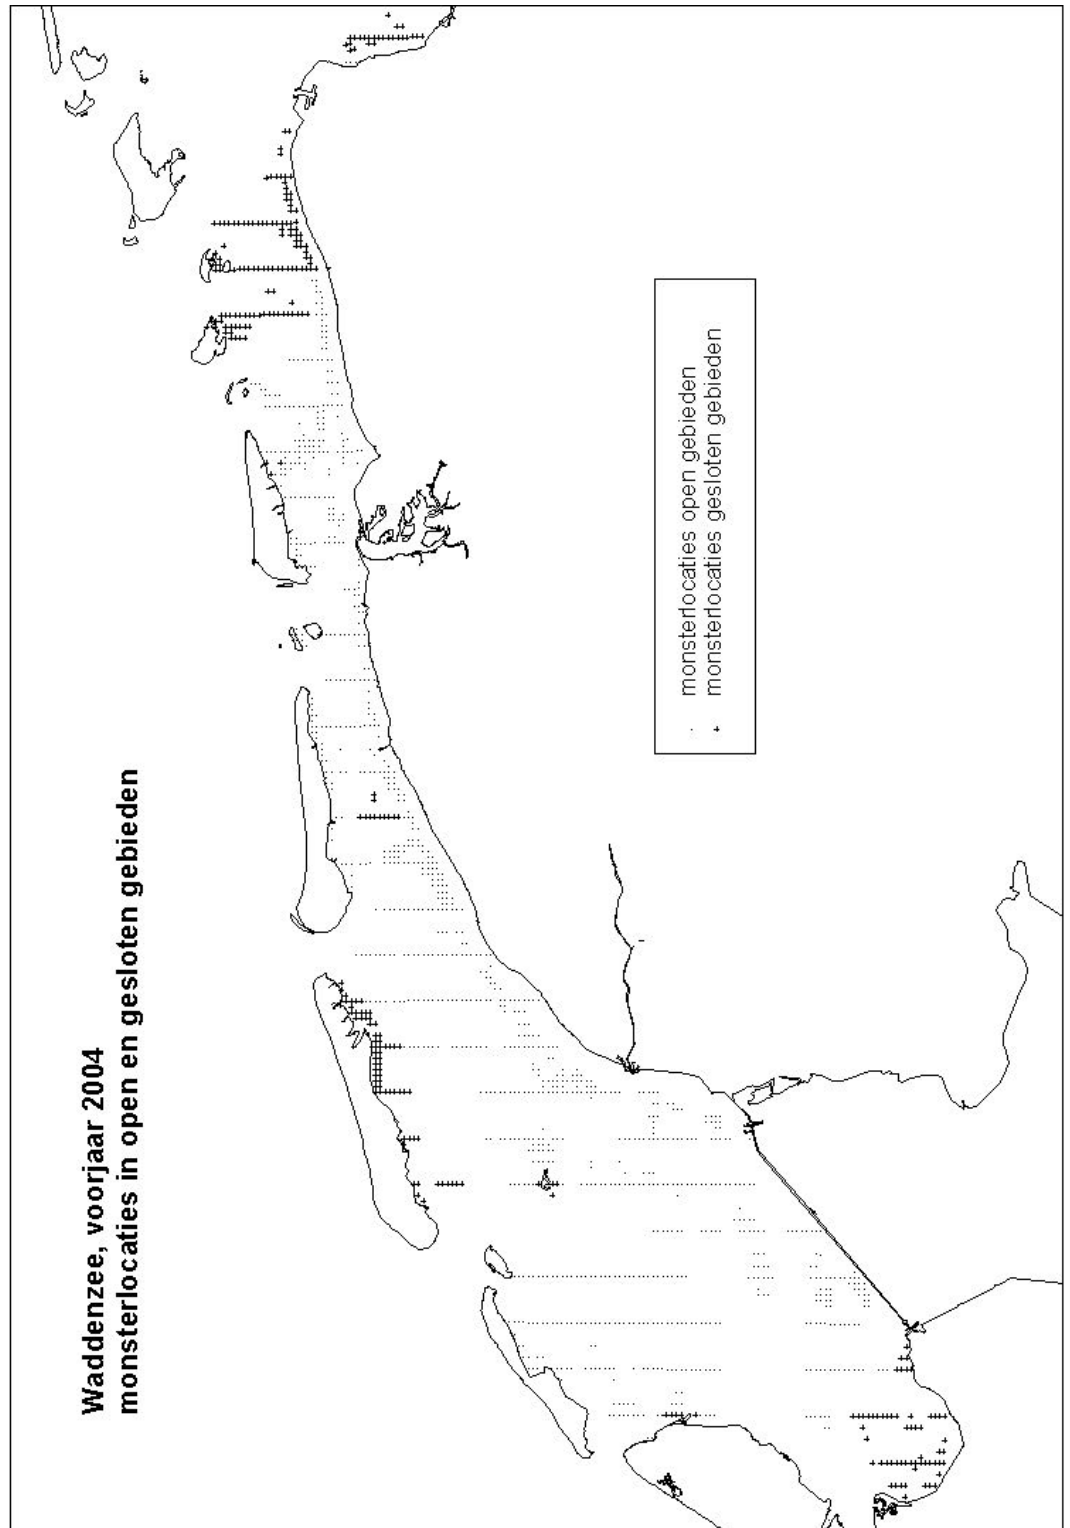 Waddenzee, voorjaar 2004
monsterlocaties in open en gesloten gebieden
monsterlocaties open gebieden
monsterlocaties gesloten gebieden